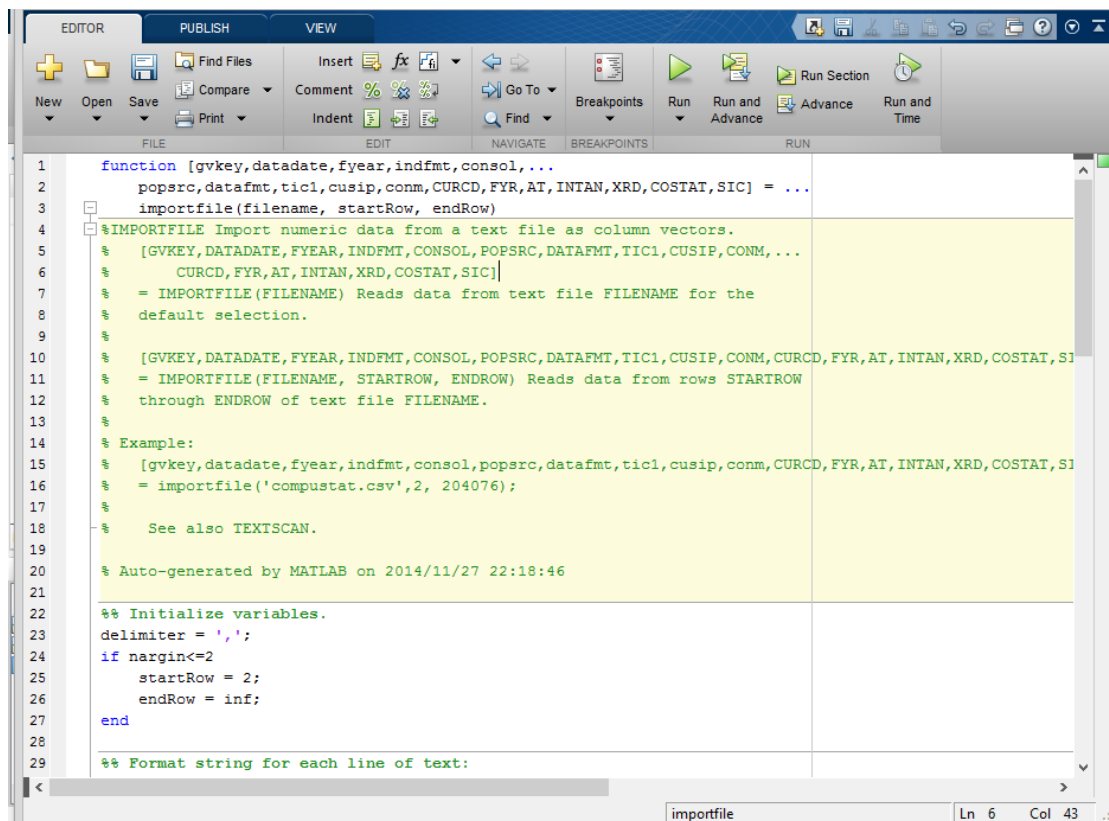 EDITOR PUBLISH VIEW
New Open Save
Find Files
Compare
Print
FILE
Insert fx
Comment
Indent
EDIT
Go To
Find
NAVIGATE
Breakpoints
BREAKPOINTS
Run
Run and Advance
Run Section
Advance
Run and Time
RUN
1 function [gvkey,datadate,fyear,indfmt,consol,...
2 popsrc,datafmt,tic1,cusip,conm,CURCD,FYR,AT,INTAN,XRD,COSTAT,SIC] = ...
3 importfile(filename, startRow, endRow)
4 %IMPORTFILE Import numeric data from a text file as column vectors.
5 % [GVKEY,DATADATE,FYEAR,INDFMT,CONSOL,POPSRC,DATAFMT,TIC1,CUSIP,CONM,...
6 % CURCD,FYR,AT,INTAN,XRD,COSTAT,SIC]
7 % = IMPORTFILE(FILENAME) Reads data from text file FILENAME for the
8 % default selection.
9 %
10 % [GVKEY,DATADATE,FYEAR,INDFMT,CONSOL,POPSRC,DATAFMT,TIC1,CUSIP,CONM,CURCD,FYR,AT,INTAN,XRD,COSTAT,SI
11 % = IMPORTFILE(FILENAME, STARTROW, ENDROW) Reads data from rows STARTROW
12 % through ENDROW of text file FILENAME.
13 %
14 % Example:
15 % [gvkey,datadate,fyear,indfmt,consol,popsrc,datafmt,tic1,cusip,conm,CURCD,FYR,AT,INTAN,XRD,COSTAT,SI
16 % = importfile('compustat.csv',2, 204076);
17 %
18 % See also TEXTSCAN.
19
20 % Auto-generated by MATLAB on 2014/11/27 22:18:46
21
22 %% Initialize variables.
23 delimiter = ',';
24 if nargin<=2
25 startRow = 2;
26 endRow = inf;
27 end
28
29 %% Format string for each line of text:
importfile Ln 6 Col 43